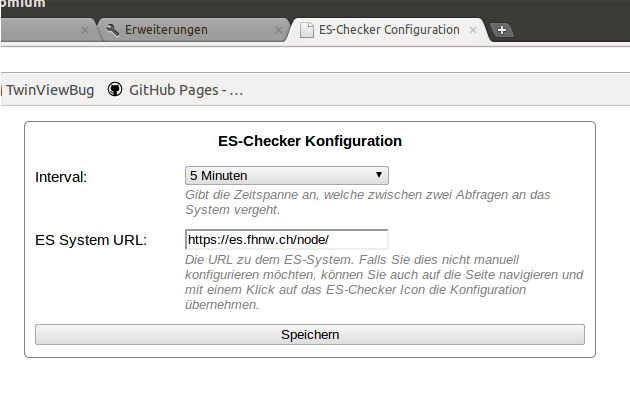 omium
Erweiterungen
ES-Checker Configuration
TwinViewBug
GitHub Pages - ...
ES-Checker Konfiguration
Interval:
5 Minuten
Gibt die Zeitspanne an, welche zwischen zwei Abfragen an das
System vergeht.
ES System URL:
https://es.fhnw.ch/node/
Die URL zu dem ES-System. Falls Sie dies nicht manuell
konfigurieren möchten, können Sie auch auf die Seite navigieren und
mit einem Klick auf das ES-Checker Icon die Konfiguration
übernehmen.
Speichern